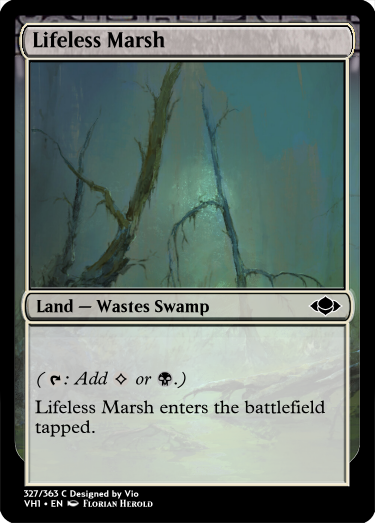 Lifeless Marsh
Land — Wastes Swamp
( : Add or .)
Lifeless Marsh enters the battlefield
tapped.
327/363 C Designed by Vio
VH1 • EN Florian Herold